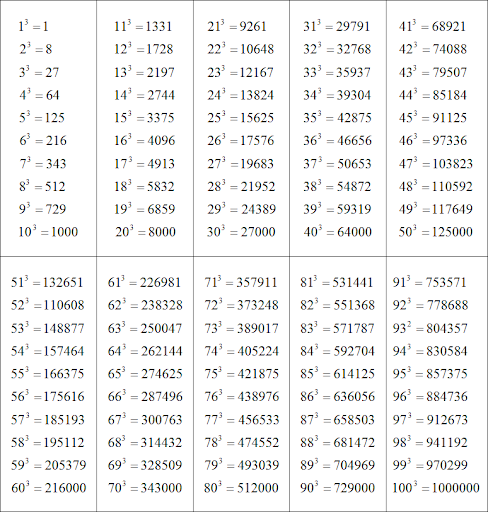 1³ = 1
2³ = 8
3³ = 27
4³ = 64
5³ = 125
6³ = 216
7³ = 343
8³ = 512
9³ = 729
10³ = 1000
11³ = 1331
12³ = 1728
13³ = 2197
14³ = 2744
15³ = 3375
16³ = 4096
17³ = 4913
18³ = 5832
19³ = 6859
20³ = 8000
21³ = 9261
22³ = 10648
23³ = 12167
24³ = 13824
25³ = 15625
26³ = 17576
27³ = 19683
28³ = 21952
29³ = 24389
30³ = 27000
31³ = 29791
32³ = 32768
33³ = 35937
34³ = 39304
35³ = 42875
36³ = 46656
37³ = 50653
38³ = 54872
39³ = 59319
40³ = 64000
41³ = 68921
42³ = 74088
43³ = 79507
44³ = 85184
45³ = 91125
46³ = 97336
47³ = 103823
48³ = 110592
49³ = 117649
50³ = 125000
51³ = 132651
52³ = 110608
53³ = 148877
54³ = 157464
55³ = 166375
56³ = 175616
57³ = 185193
58³ = 195112
59³ = 205379
60³ = 216000
61³ = 226981
62³ = 238328
63³ = 250047
64³ = 262144
65³ = 274625
66³ = 287496
67³ = 300763
68³ = 314432
69³ = 328509
70³ = 343000
71³ = 357911
72³ = 373248
73³ = 389017
74³ = 405224
75³ = 421875
76³ = 438976
77³ = 456533
78³ = 474552
79³ = 493039
80³ = 512000
81³ = 531441
82³ = 551368
83³ = 571787
84³ = 592704
85³ = 614125
86³ = 636056
87³ = 658503
88³ = 681472
89³ = 704969
90³ = 729000
91³ = 753571
92³ = 778688
93² = 804357
94³ = 830584
95³ = 857375
96³ = 884736
97³ = 912673
98³ = 941192
99³ = 970299
100³ = 1000000